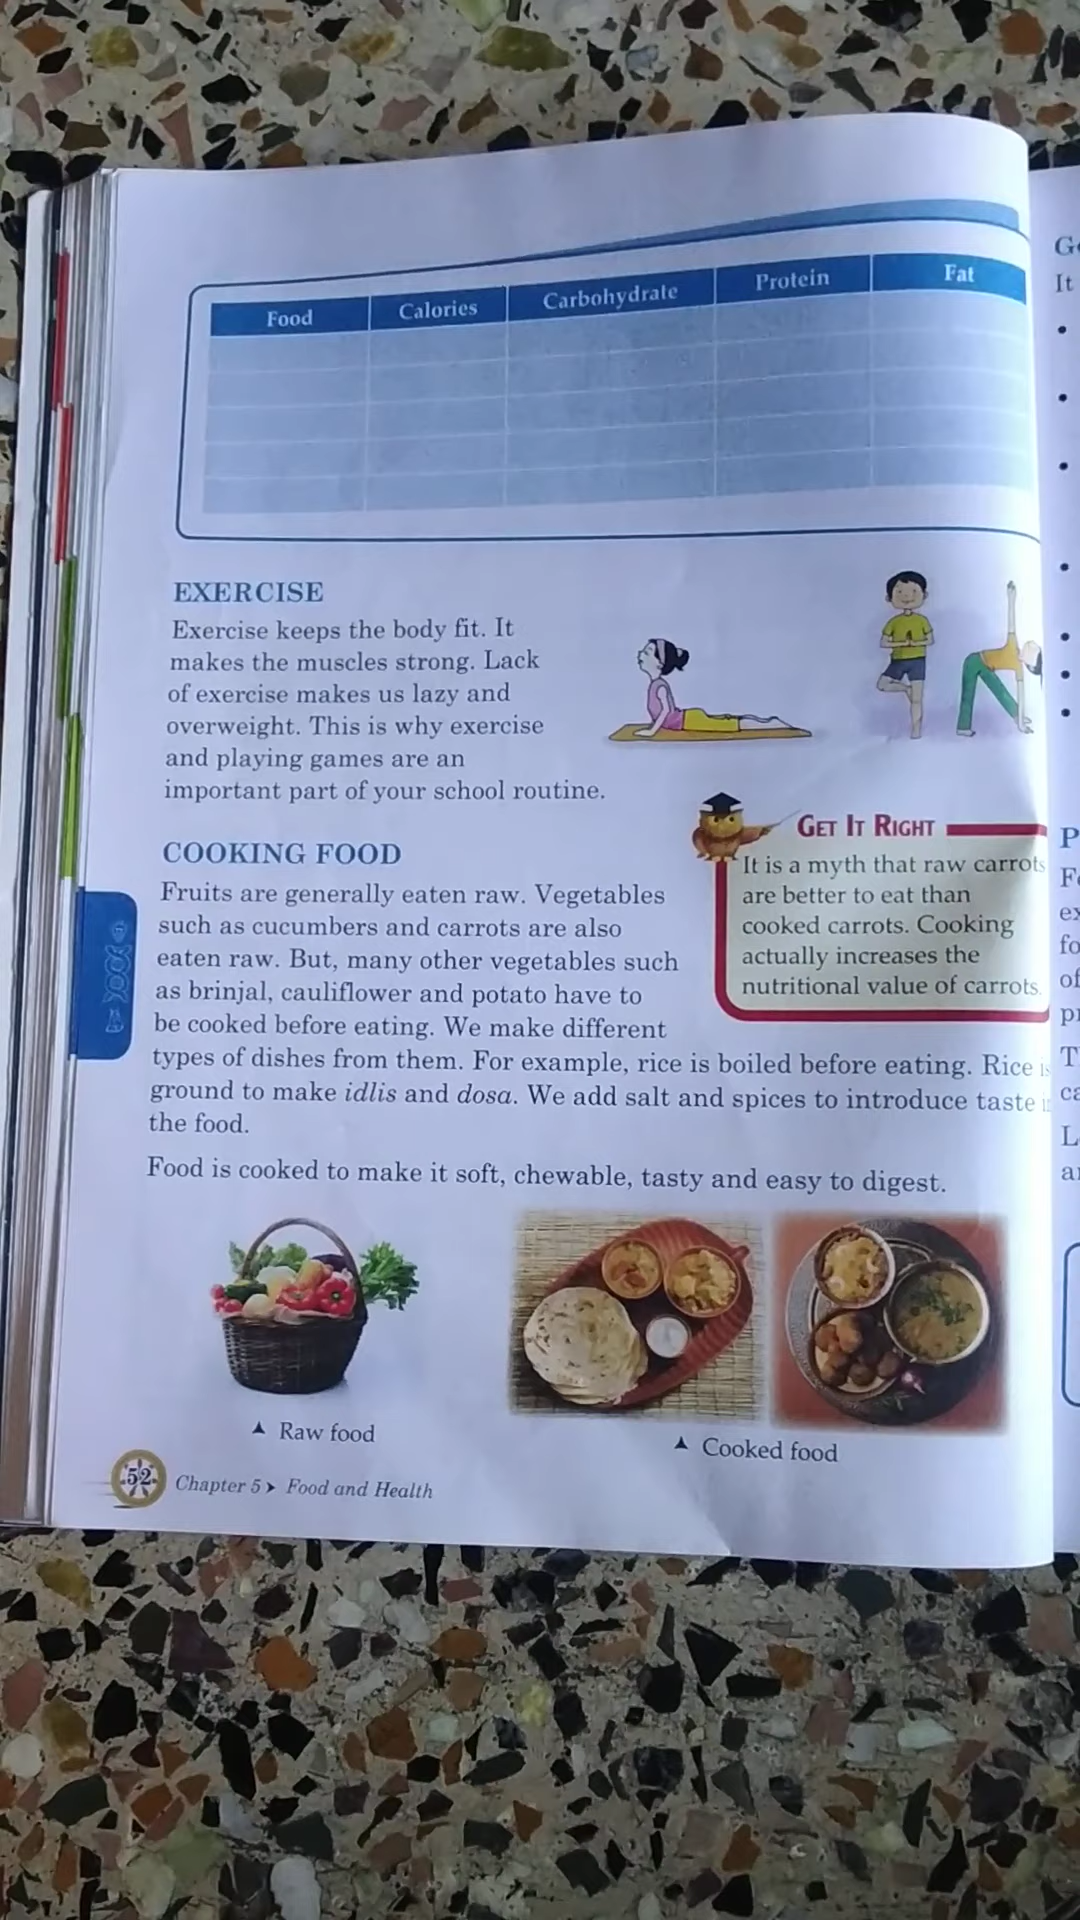 Food Calories Carbohydrate Protein Fat
EXERCISE
Exercise keeps the body fit. It
makes the muscles strong. Lack
of exercise makes us lazy and
overweight. This is why exercise
and playing games are an
important part of your school routine.
GET IT RIGHT
It is a myth that raw carrots
are better to eat than
cooked carrots. Cooking
actually increases the
nutritional value of carrots.
COOKING FOOD
Fruits are generally eaten raw. Vegetables
such as cucumbers and carrots are also
eaten raw. But, many other vegetables such
as brinjal, cauliflower and potato have to
be cooked before eating. We make different
types of dishes from them. For example, rice is boiled before eating. Rice is
ground to make idlis and dosa. We add salt and spices to introduce taste
the food.
Food is cooked to make it soft, chewable, tasty and easy to digest.
Raw food
Cooked food
52
Chapter 5 ➤ Food and Health
It